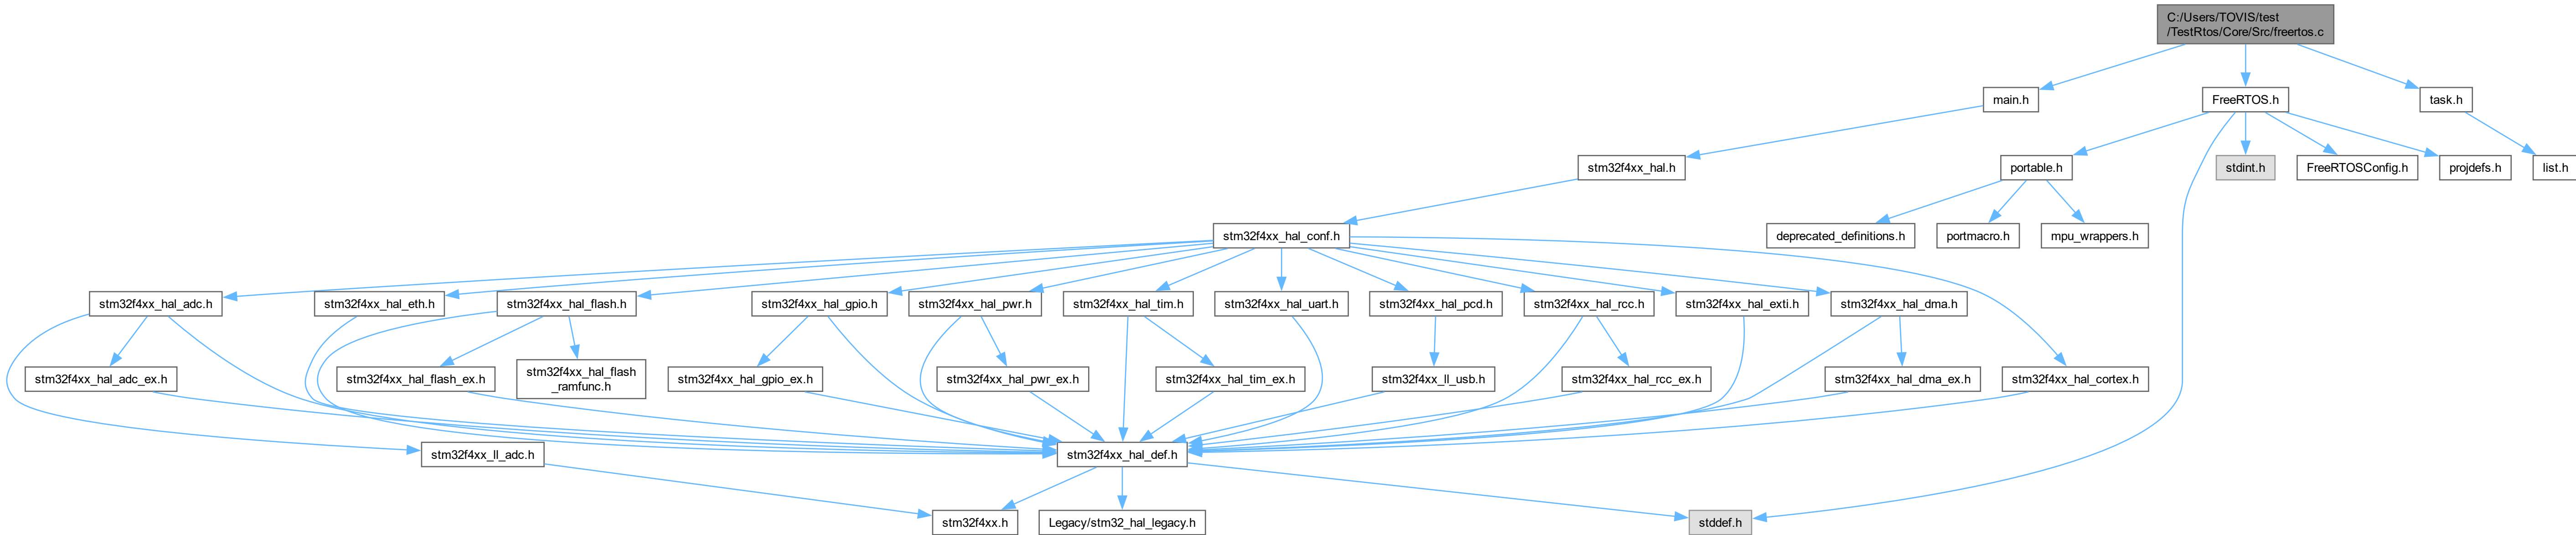 C:/Users/TOVIS/test
/TestRtos/Core/Src/freertos.c
main.h
FreeRTOS.h
task.h
stm32f4xx_hal.h
portable.h
stdint.h
FreeRTOSConfig.h
projdefs.h
list.h
stm32f4xx_hal_conf.h
deprecated_definitions.h
portmacro.h
mpu_wrappers.h
stm32f4xx_hal_adc.h
stm32f4xx_hal_eth.h
stm32f4xx_hal_flash.h
stm32f4xx_hal_gpio.h
stm32f4xx_hal_pwr.h
stm32f4xx_hal_tim.h
stm32f4xx_hal_uart.h
stm32f4xx_hal_pcd.h
stm32f4xx_hal_rcc.h
stm32f4xx_hal_exti.h
stm32f4xx_hal_dma.h
stm32f4xx_hal_adc_ex.h
stm32f4xx_hal_flash_ex.h
stm32f4xx_hal_flash
_ramfunc.h
stm32f4xx_hal_gpio_ex.h
stm32f4xx_hal_pwr_ex.h
stm32f4xx_hal_tim_ex.h
stm32f4xx_ll_usb.h
stm32f4xx_hal_rcc_ex.h
stm32f4xx_hal_dma_ex.h
stm32f4xx_hal_cortex.h
stm32f4xx_ll_adc.h
stm32f4xx_hal_def.h
stm32f4xx.h
Legacy/stm32_hal_legacy.h
stddef.h